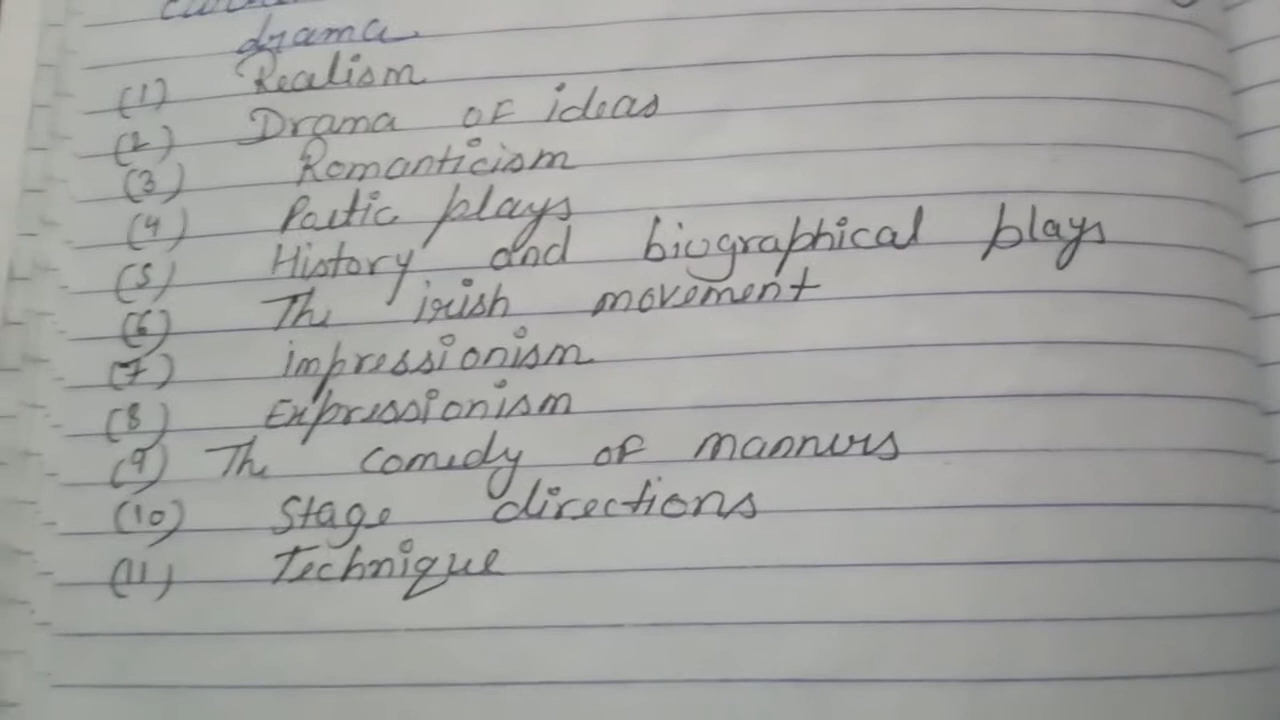 drama.
(1) Realism
(2) Drama OF ideas
(3) Romanticism
(4) Poetic plays
(5) History and biographical plays
(6) The irish movement
(7) impressionism
(8) Expressionism
(9) The comedy of manners
(10) Stage directions
(11) Technique